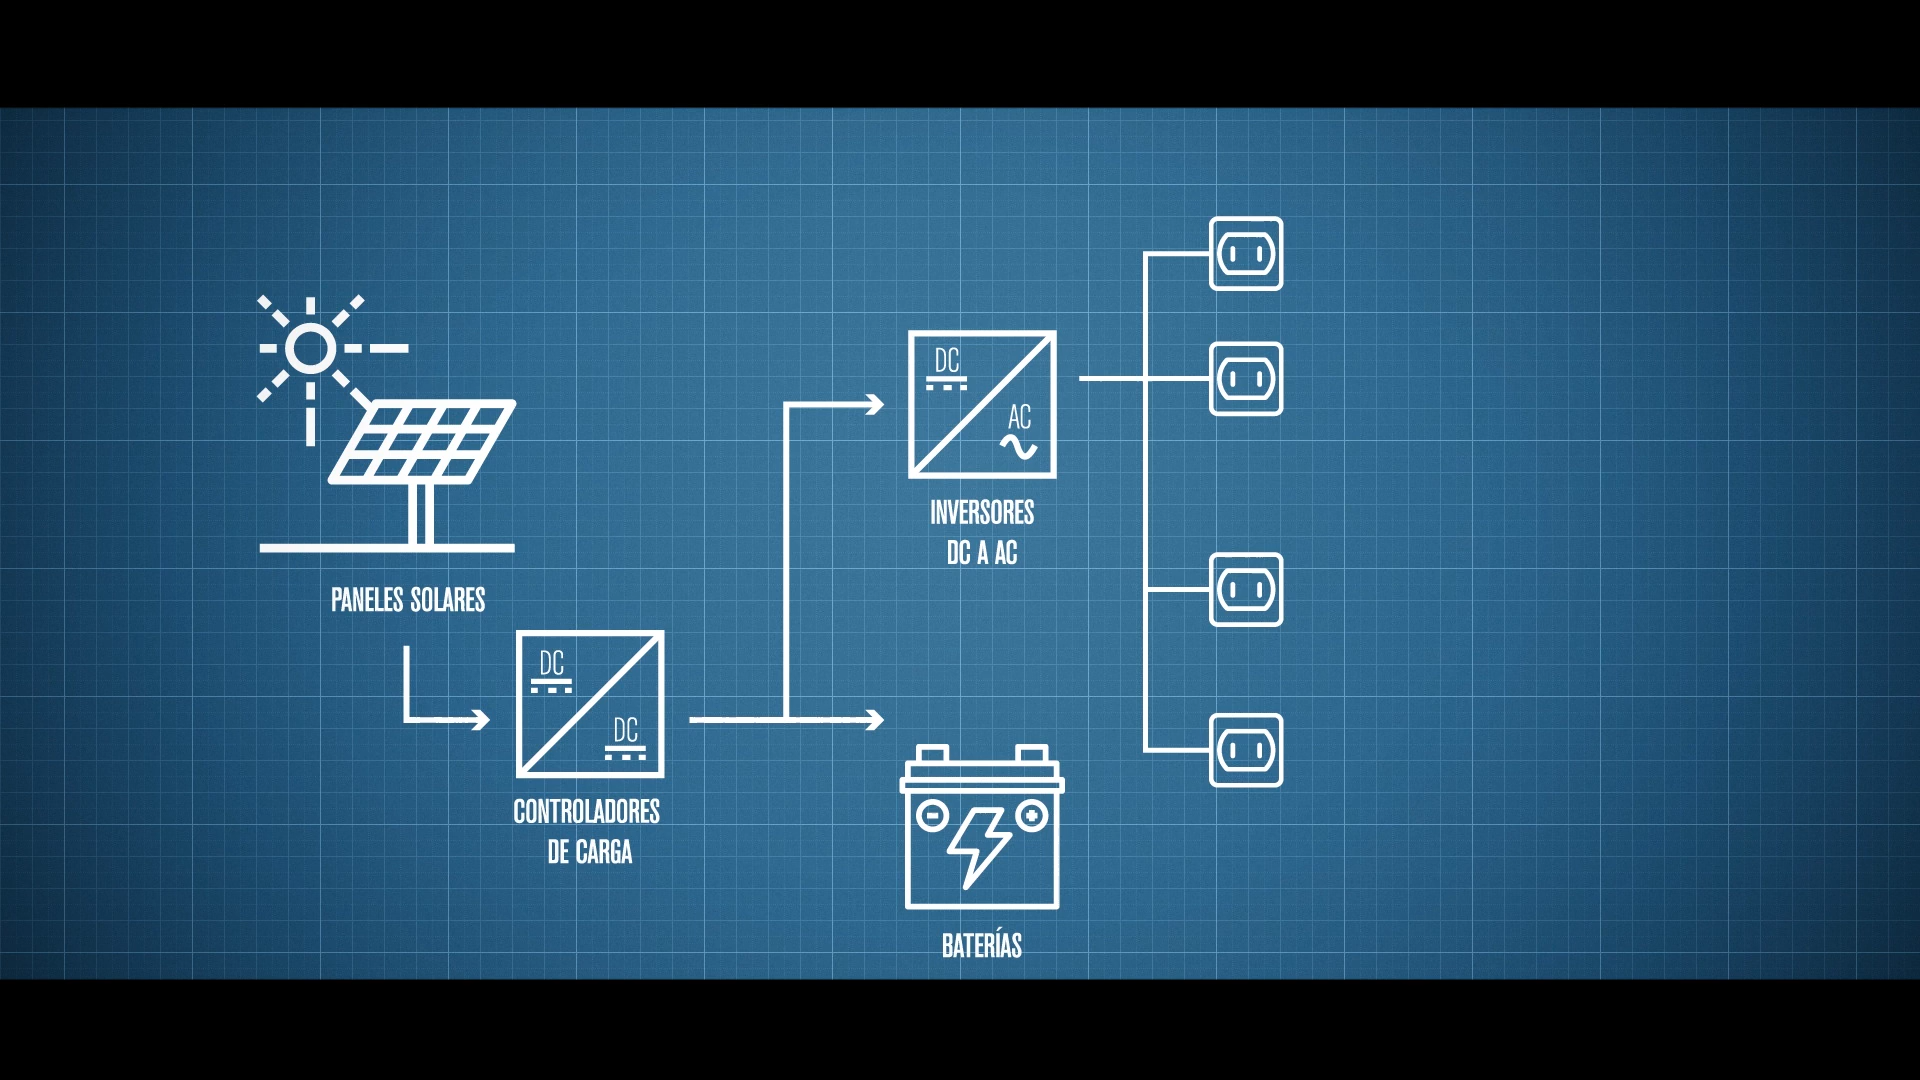 DC
AC
INVERSORES
DC A AC
PANELES SOLARES
DC
DC
CONTROLADORES
DE CARGA
BATERÍAS